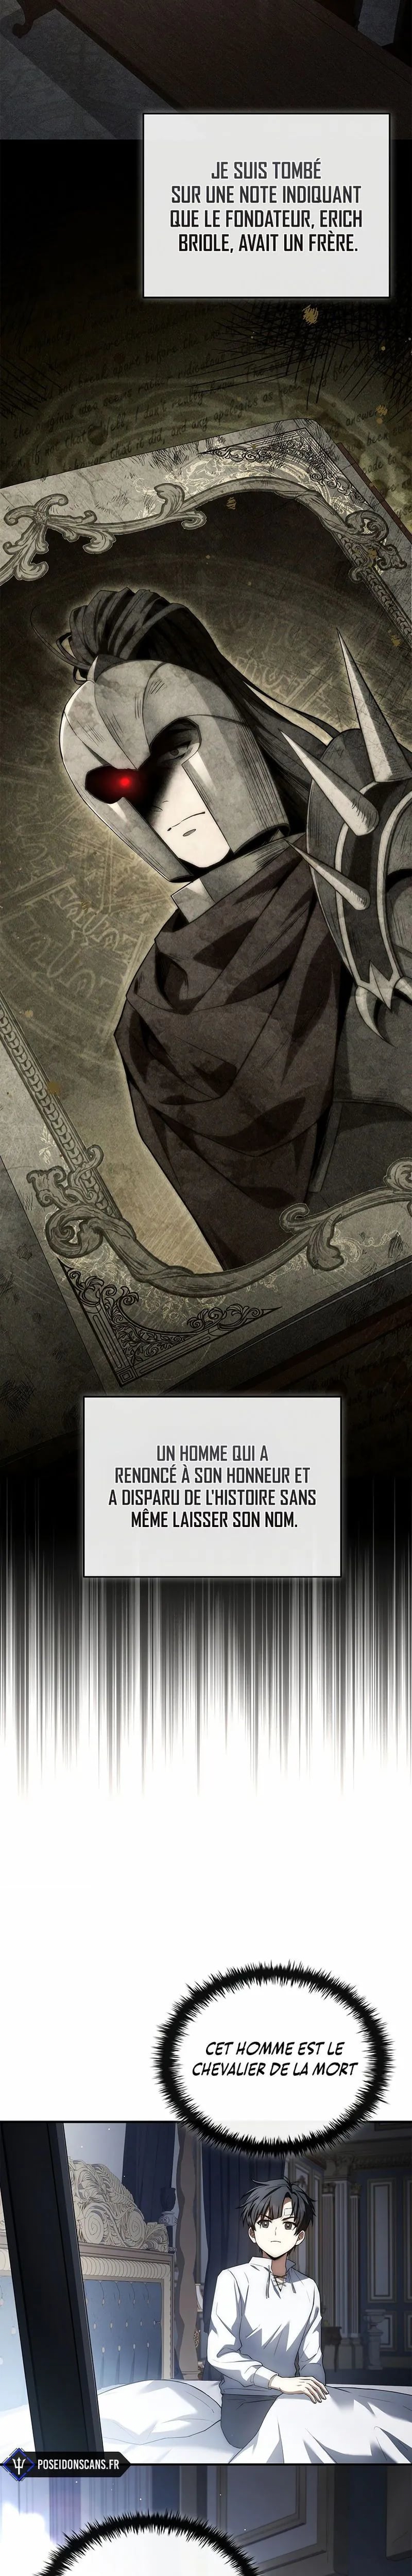 JE SUIS TOMBÉ
SUR UNE NOTE INDIQUANT
QUE LE FONDATEUR, ERICH
BRIOLE, AVAIT UN FRÈRE.
UN HOMME QUI A
RENONCÉ À SON HONNEUR ET
A DISPARU DE L'HISTOIRE SANS
MÊME LAISSER SON NOM.
CET HOMME EST LE
CHEVALIER DE LA MORT
POSEIDONSCANS.FR